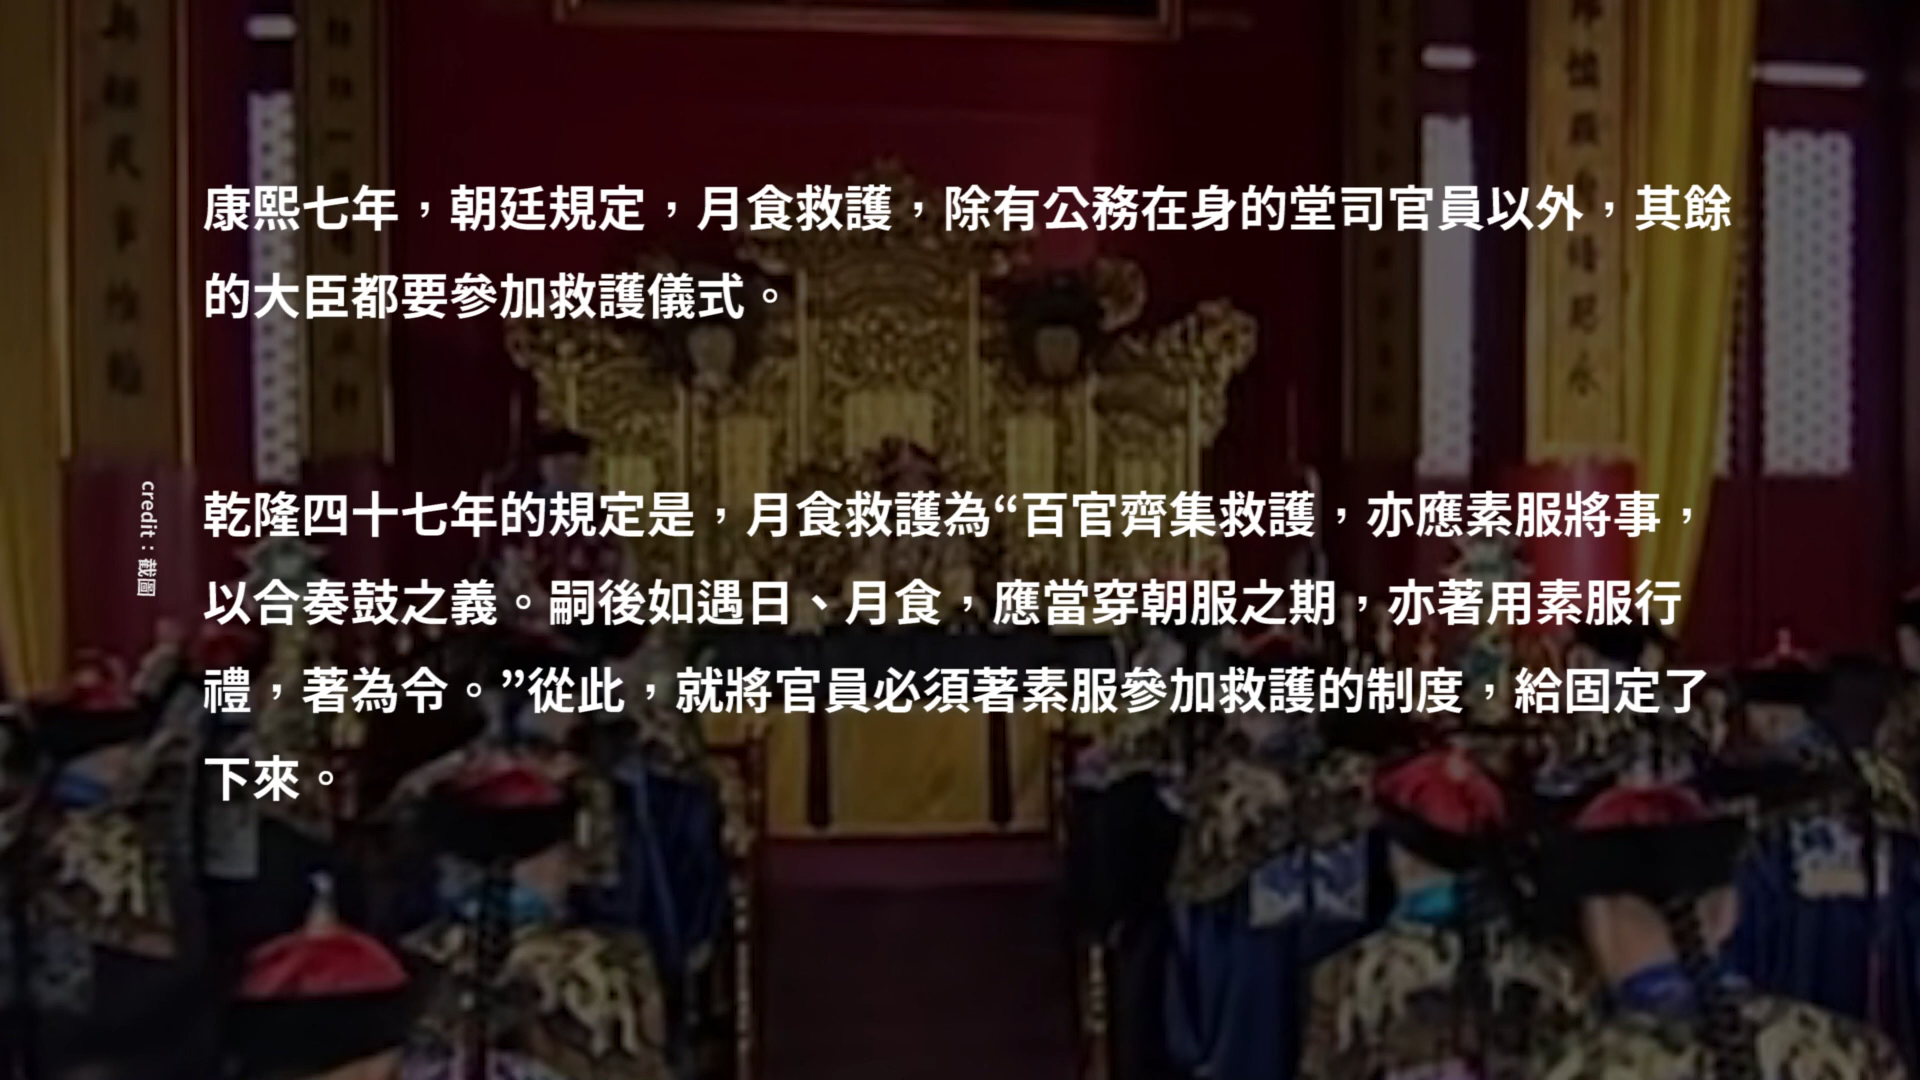 康熙七年，朝廷規定，月食救護，除有公務在身的堂司官員以外，其餘
的大臣都要參加救護儀式。
乾隆四十七年的規定是，月食救護為“百官齊集救護，亦應素服將事，
以合奏鼓之義。嗣後如遇日、月食，應當穿朝服之期，亦著用素服行
禮，著為令。”從此，就將官員必須著素服參加救護的制度，給固定了
下來。
credit：截圖